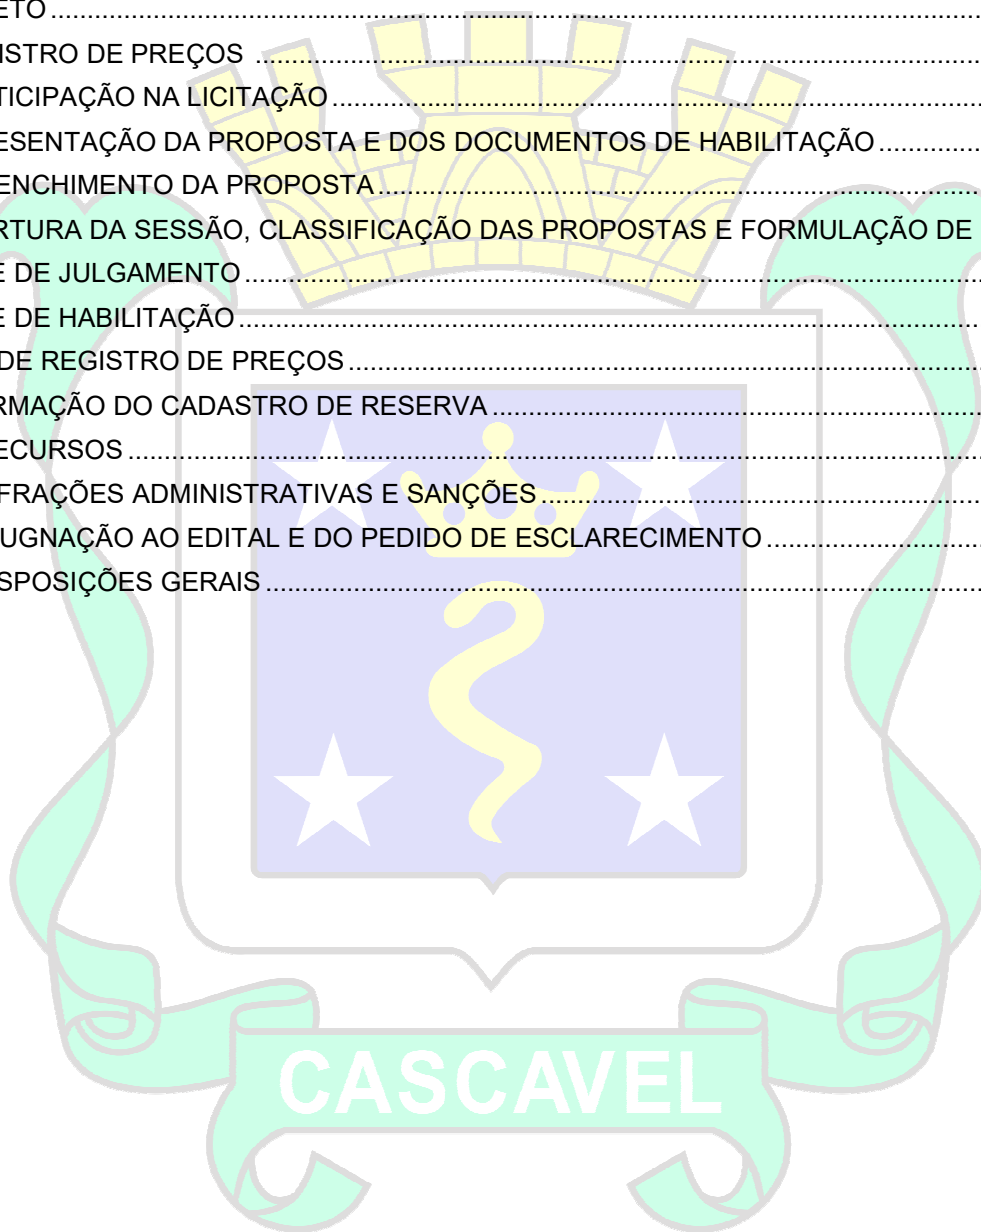 ETO
ISTRO DE PREÇOS
TICIPAÇÃO NA LICITAÇÃO
ESENTAÇÃO DA PROPOSTA E DOS DOCUMENTOS DE HABILITAÇÃO
ENCHIMENTO DA PROPOSTA
RTURA DA SESSÃO, CLASSIFICAÇÃO DAS PROPOSTAS E FORMULAÇÃO DE
E DE JULGAMENTO
E DE HABILITAÇÃO
DE REGISTRO DE PREÇOS
RMAÇÃO DO CADASTRO DE RESERVA
ECURSOS
FRAÇÕES ADMINISTRATIVAS E SANÇÕES
UGNAÇÃO AO EDITAL E DO PEDIDO DE ESCLARECIMENTO
SPOSIÇÕES GERAIS
CASCAVEL